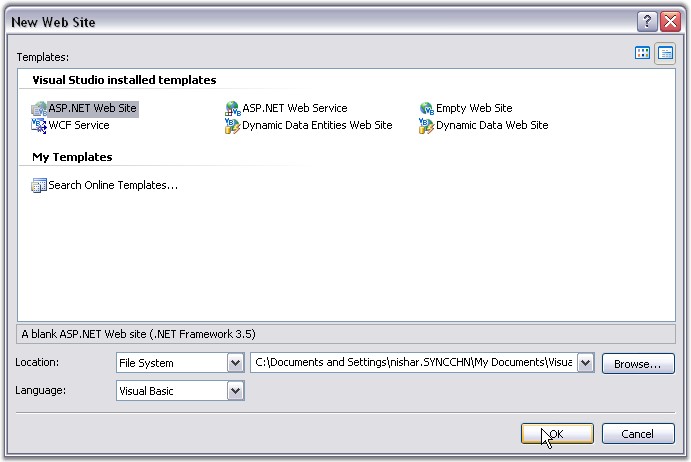 New Web Site
Templates:
Visual Studio installed templates
ASP.NET Web Site ASP.NET Web Service Empty Web Site
WCF Service Dynamic Data Entities Web Site Dynamic Data Web Site
My Templates
Search Online Templates...
A blank ASP.NET Web site (.NET Framework 3.5)
Location: File System C:\Documents and Settings\nishar.SYNCCHN\My Documents\Visua Browse...
Language: Visual Basic
OK Cancel